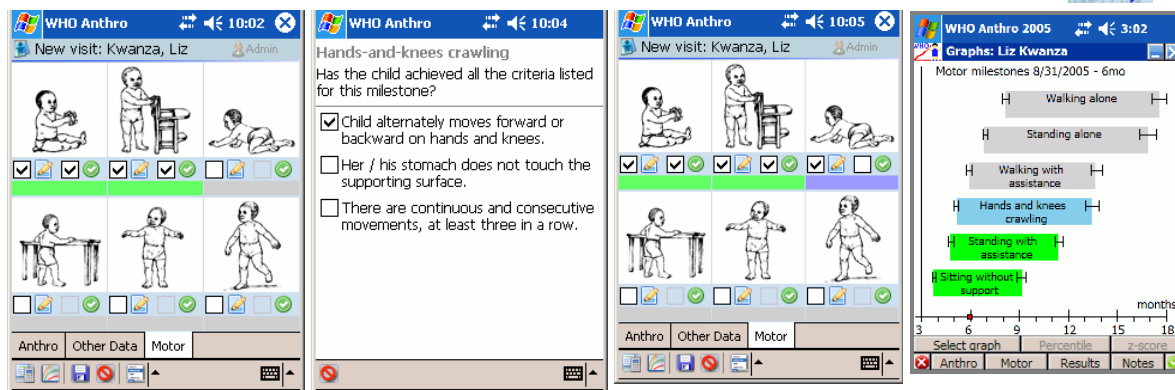 WHO Anthro 10:02
New visit: Kwanza, Liz Admin
Anthro Other Data Motor
WHO Anthro 10:04
Hands-and-knees crawling
Has the child achieved all the criteria listed
for this milestone?
Child alternately moves forward or
backward on hands and knees.
Her / his stomach does not touch the
supporting surface.
There are continuous and consecutive
movements, at least three in a row.
WHO Anthro 10:05
New visit: Kwanza, Liz Admin
Anthro Other Data Motor
WHO Anthro 2005 3:02
WHO Graphs: Liz Kwanza
Motor milestones 8/31/2005 - 6mo
Walking alone
Standing alone
Walking with
assistance
Hands and knees
crawling
Standing with
assistance
Sitting without
support
months
3 6 9 12 15 18
Select graph Percentile z-score
Anthro Motor Results Notes